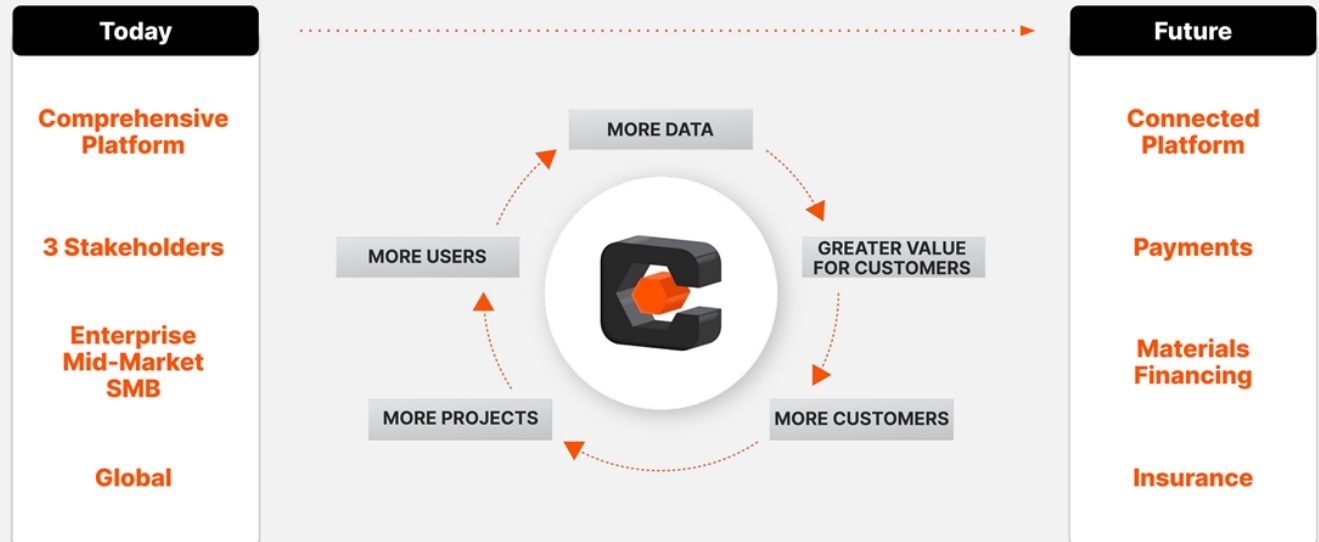 Today
Comprehensive
Platform
3 Stakeholders
Enterprise
Mid-Market
SMB
Global
MORE DATA
GREATER VALUE
FOR CUSTOMERS
MORE CUSTOMERS
MORE PROJECTS
MORE USERS
Future
Connected
Platform
Payments
Materials
Financing
Insurance